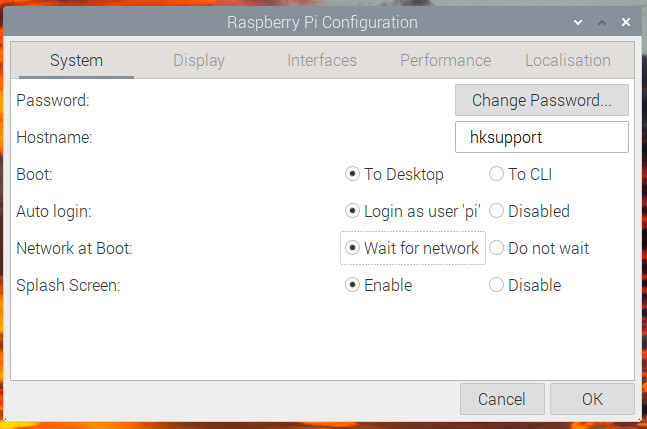 Raspberry Pi Configuration
System Display Interfaces Performance Localisation
Password: Change Password...
Hostname: hksupport
Boot: To Desktop To CLI
Auto login: Login as user 'pi' Disabled
Network at Boot: Wait for network Do not wait
Splash Screen: Enable Disable
Cancel OK